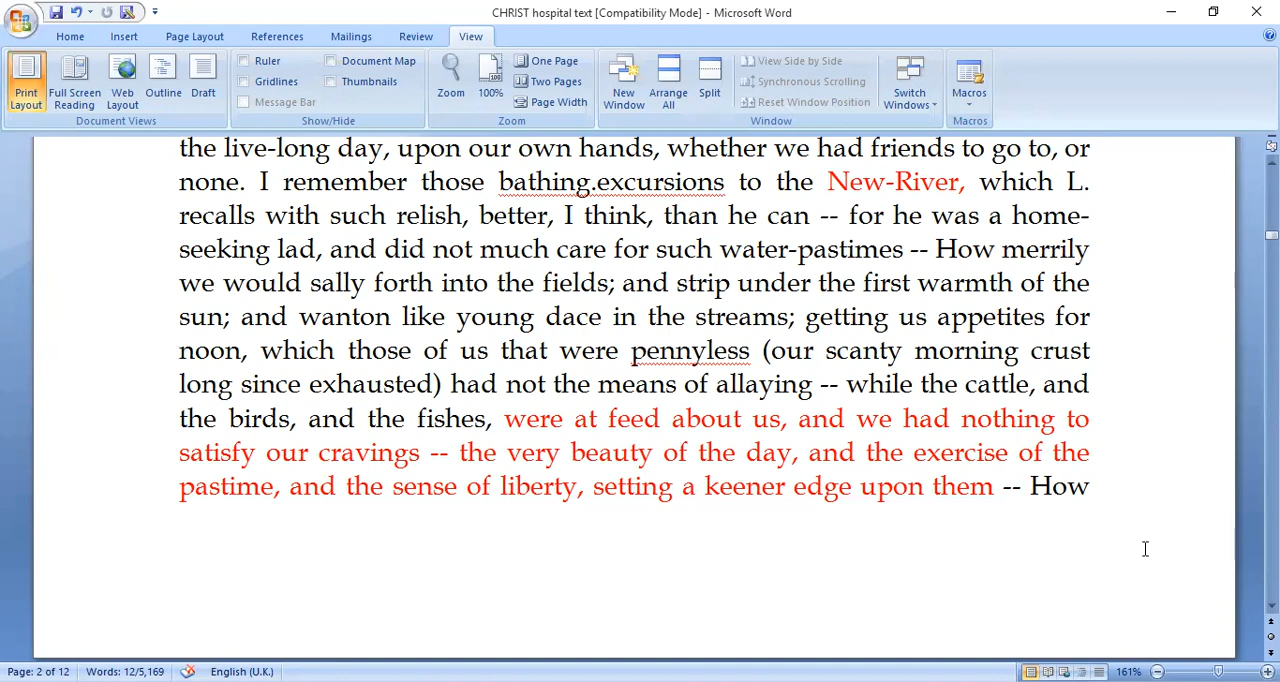 CHRIST hospital text [Compatibility Mode] - Microsoft Word
Home Insert Page Layout References Mailings Review View
Print Layout
Full Screen Reading
Web Layout
Outline
Draft
Document Views
Ruler
Gridlines
Message Bar
Document Map
Thumbnails
Show/Hide
Zoom
100%
One Page
Two Pages
Page Width
Zoom
New Window
Arrange All
Split
View Side by Side
Synchronous Scrolling
Reset Window Position
Window
Switch Windows
Macros
Macros
the live-long day, upon our own hands, whether we had friends to go to, or
none. I remember those bathing.excursions to the New-River, which L.
recalls with such relish, better, I think, than he can -- for he was a home-
seeking lad, and did not much care for such water-pastimes -- How merrily
we would sally forth into the fields; and strip under the first warmth of the
sun; and wanton like young dace in the streams; getting us appetites for
noon, which those of us that were pennyless (our scanty morning crust
long since exhausted) had not the means of allaying -- while the cattle, and
the birds, and the fishes, were at feed about us, and we had nothing to
satisfy our cravings -- the very beauty of the day, and the exercise of the
pastime, and the sense of liberty, setting a keener edge upon them -- How
Page: 2 of 12 Words: 12/5,169 English (U.K.) 161%